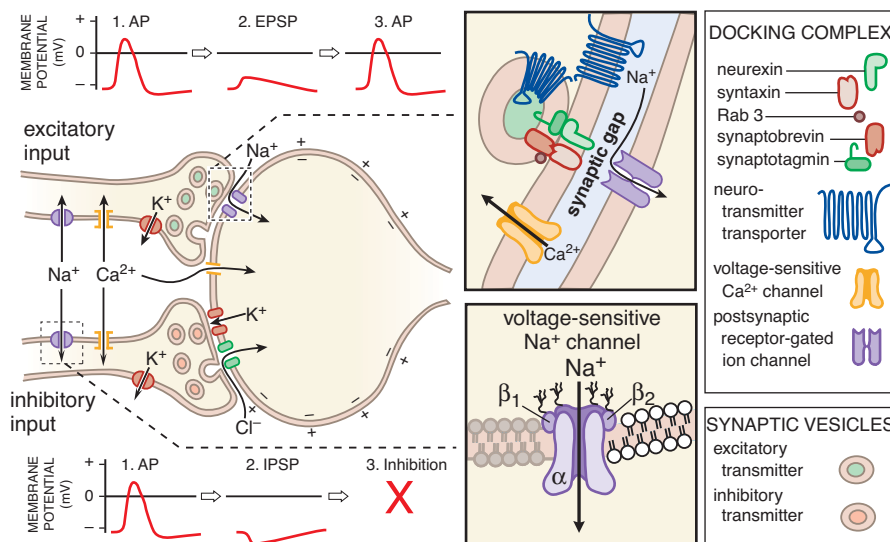 1. AP
2. EPSP
3. AP
MEMBRANE
POTENTIAL
(mV)
+
0
−
excitatory
input
Na⁺
K⁺
Na⁺
Ca²⁺
K⁺
K⁺
inhibitory
input
Cl⁻
1. AP
2. IPSP
3. Inhibition
MEMBRANE
POTENTIAL
(mV)
+
0
−
X
Na⁺
synaptic gap
Ca²⁺
voltage-sensitive
Na⁺ channel
Na⁺
β₁
β₂
α
DOCKING COMPLEX
neurexin
syntaxin
Rab 3
synaptobrevin
synaptotagmin
neuro-
transmitter
transporter
voltage-sensitive
Ca²⁺ channel
postsynaptic
receptor-gated
ion channel
SYNAPTIC VESICLES
excitatory
transmitter
inhibitory
transmitter